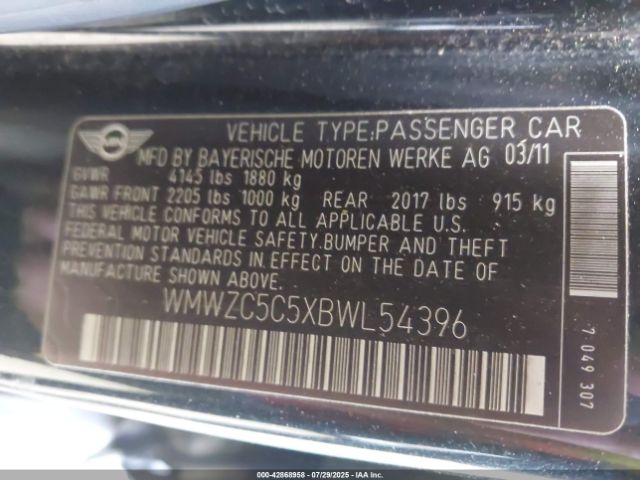 VEHICLE TYPE:PASSENGER CAR
MFD BY BAYERISCHE MOTOREN WERKE AG 03/11
GVWR 4145 lbs 1880 kg
GAWR FRONT 2205 lbs 1000 kg REAR 2017 lbs 915 kg
THIS VEHICLE CONFORMS TO ALL APPLICABLE U.S.
FEDERAL MOTOR VEHICLE SAFETY,BUMPER AND THEFT
PREVENTION STANDARDS IN EFFECT ON THE DATE OF
MANUFACTURE SHOWN ABOVE.
WMWZC5C5XBWL54396
7 049 307
000-42868958 - 07/29/2025 - IAA Inc.